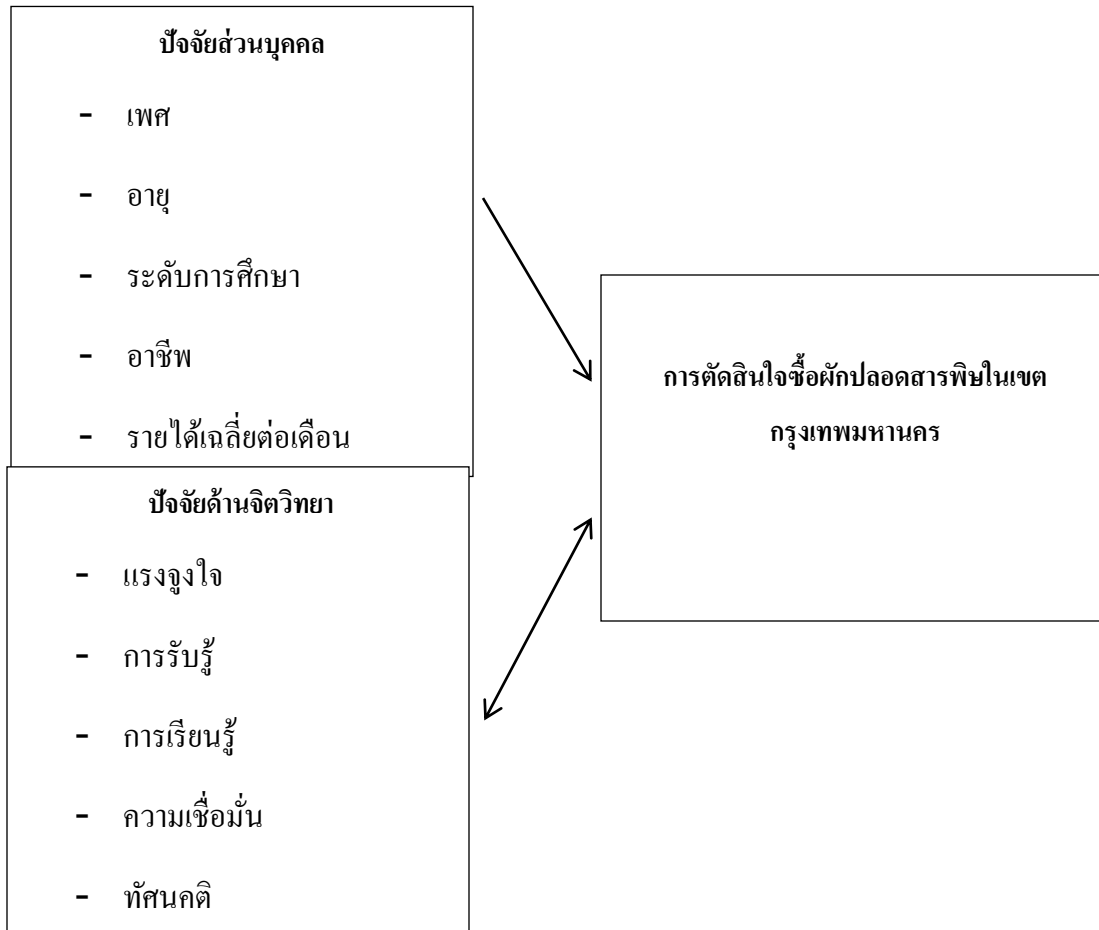 ปัจจัยส่วนบุคคล
- เพศ
- อายุ
- ระดับการศึกษา
- อาชีพ
- รายได้เฉลี่ยต่อเดือน
ปัจจัยด้านจิตวิทยา
- แรงจูงใจ
- การรับรู้
- การเรียนรู้
- ความเชื่อมั่น
- ทัศนคติ
การตัดสินใจซื้อผักปลอดสารพิษในเขต
กรุงเทพมหานคร